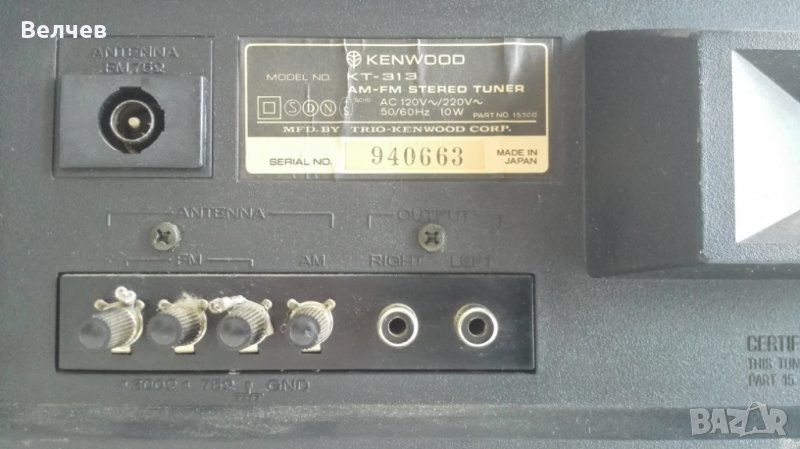 Велчев
ANTENNA
FM 75Ω
KENWOOD
MODEL NO. KT-313
AM-FM STEREO TUNER
AC 120V~/220V~
50/60Hz 10W PART NO. 15300
MFD. BY TRIO-KENWOOD CORP.
SERIAL NO. 940663 MADE IN JAPAN
ANTENNA OUTPUT
FM AM RIGHT LEFT
300Ω 75Ω GND
CERTIF
THIS TUN
PART 15
BAZAR